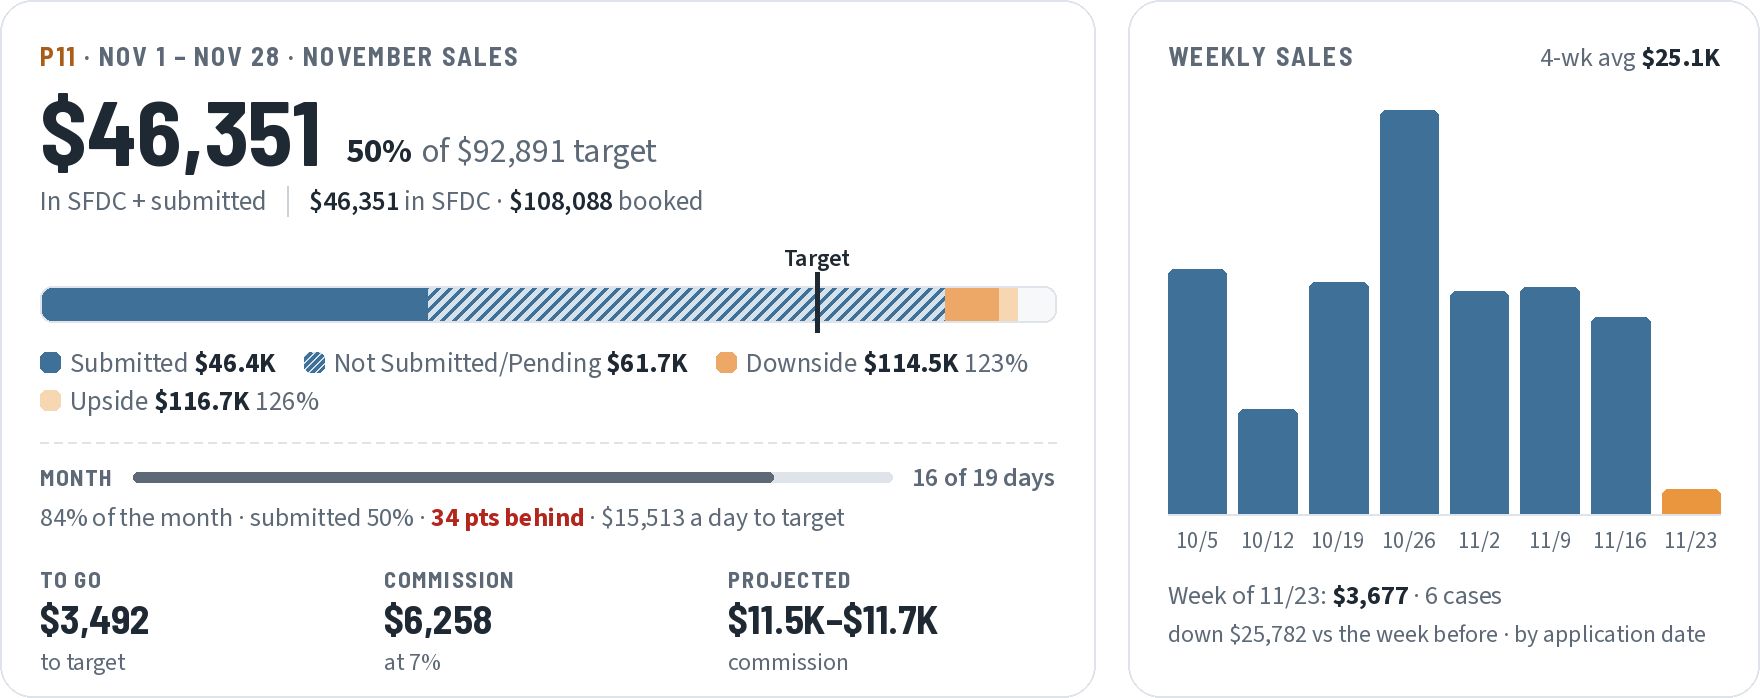 P11 · NOV 1 – NOV 28 · NOVEMBER SALES
$46,351 50% of $92,891 target
In SFDC + submitted $46,351 in SFDC · $108,088 booked
Target
Submitted $46.4K Not Submitted/Pending $61.7K Downside $114.5K 123%
Upside $116.7K 126%
MONTH 16 of 19 days
84% of the month · submitted 50% · 34 pts behind · $15,513 a day to target
TO GO COMMISSION PROJECTED
$3,492 $6,258 $11.5K–$11.7K
to target at 7% commission
WEEKLY SALES 4-wk avg $25.1K
10/5 10/12 10/19 10/26 11/2 11/9 11/16 11/23
Week of 11/23: $3,677 · 6 cases
down $25,782 vs the week before · by application date